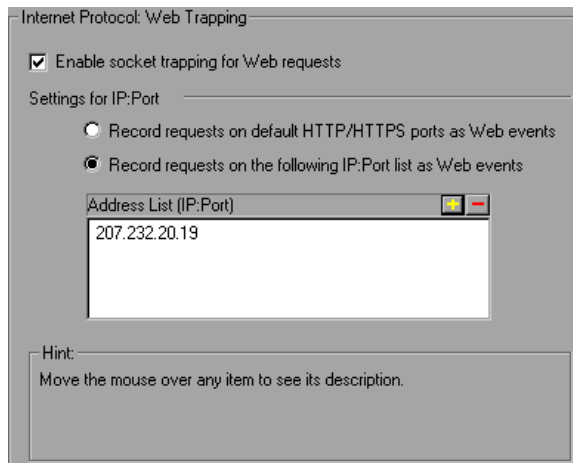 Internet Protocol: Web Trapping
Enable socket trapping for Web requests
Settings for IP:Port
Record requests on default HTTP/HTTPS ports as Web events
Record requests on the following IP:Port list as Web events
Address List (IP:Port)
207.232.20.19
Hint:
Move the mouse over any item to see its description.